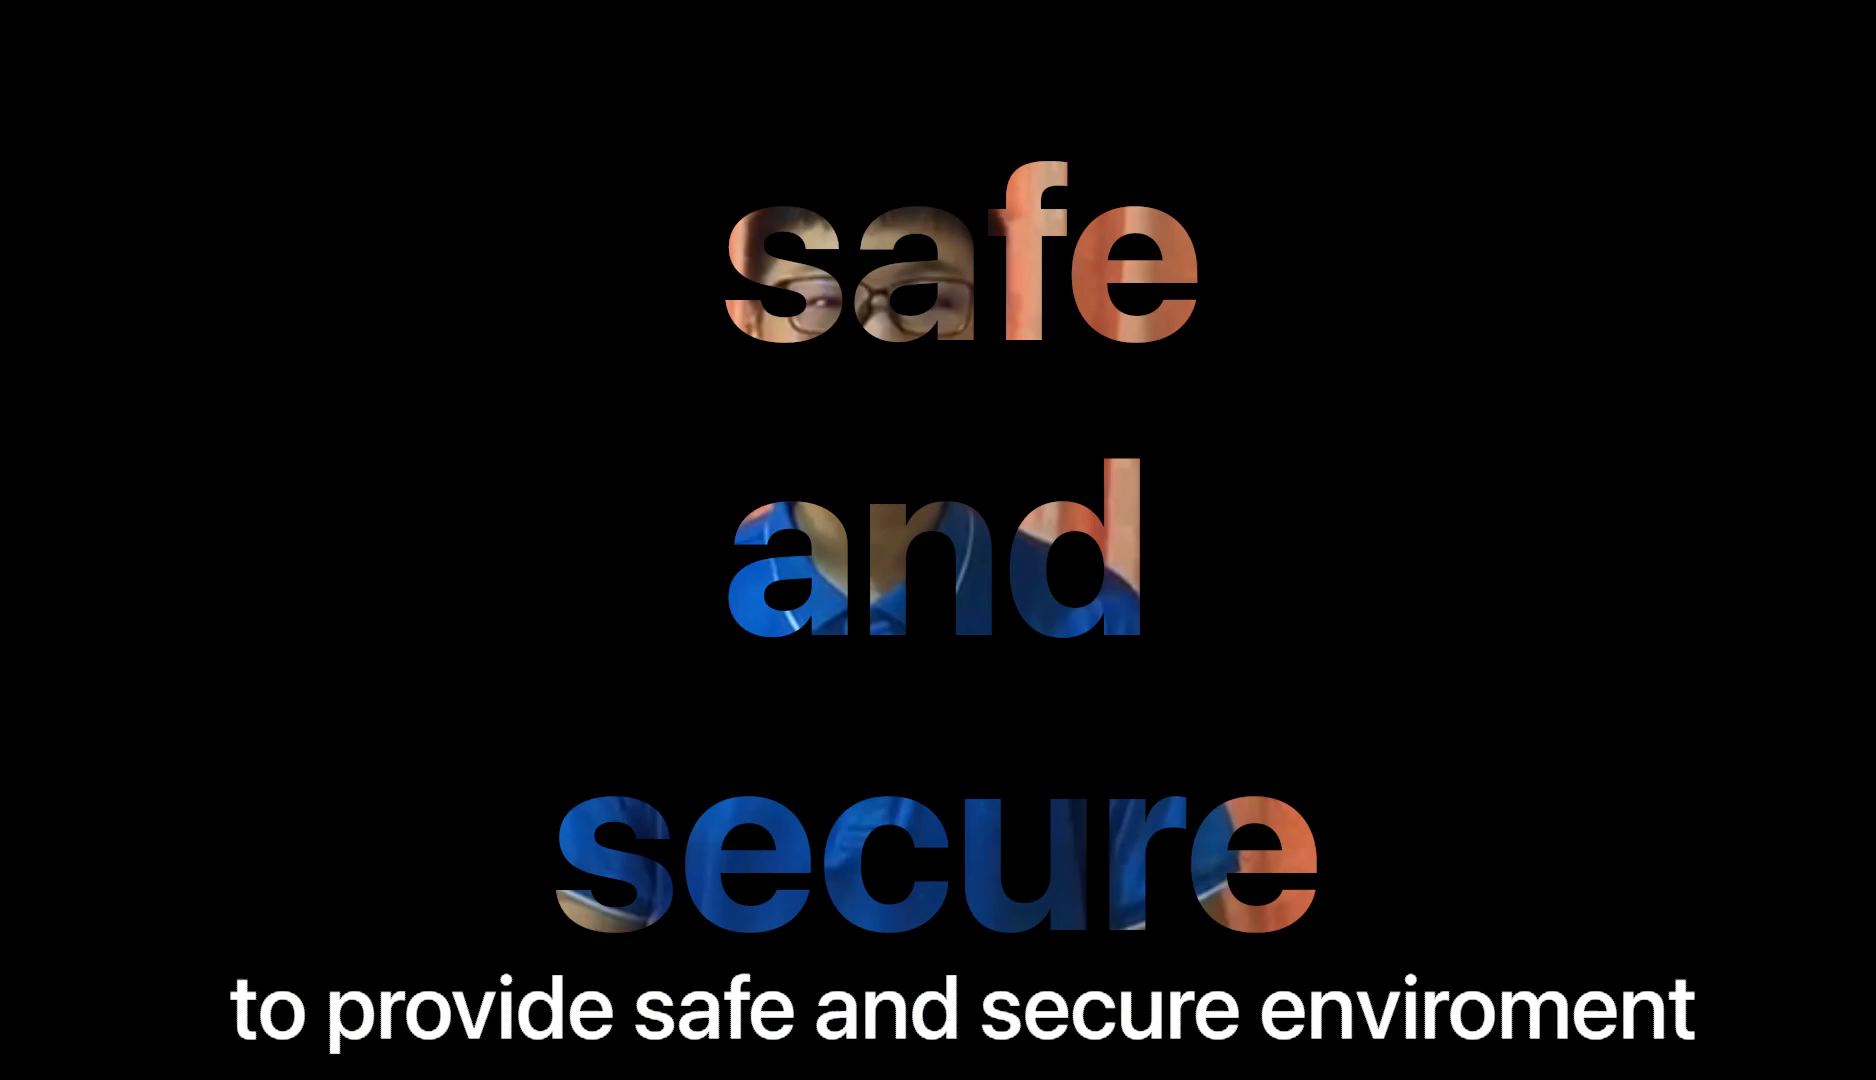 safe
and
secure
to provide safe and secure enviroment